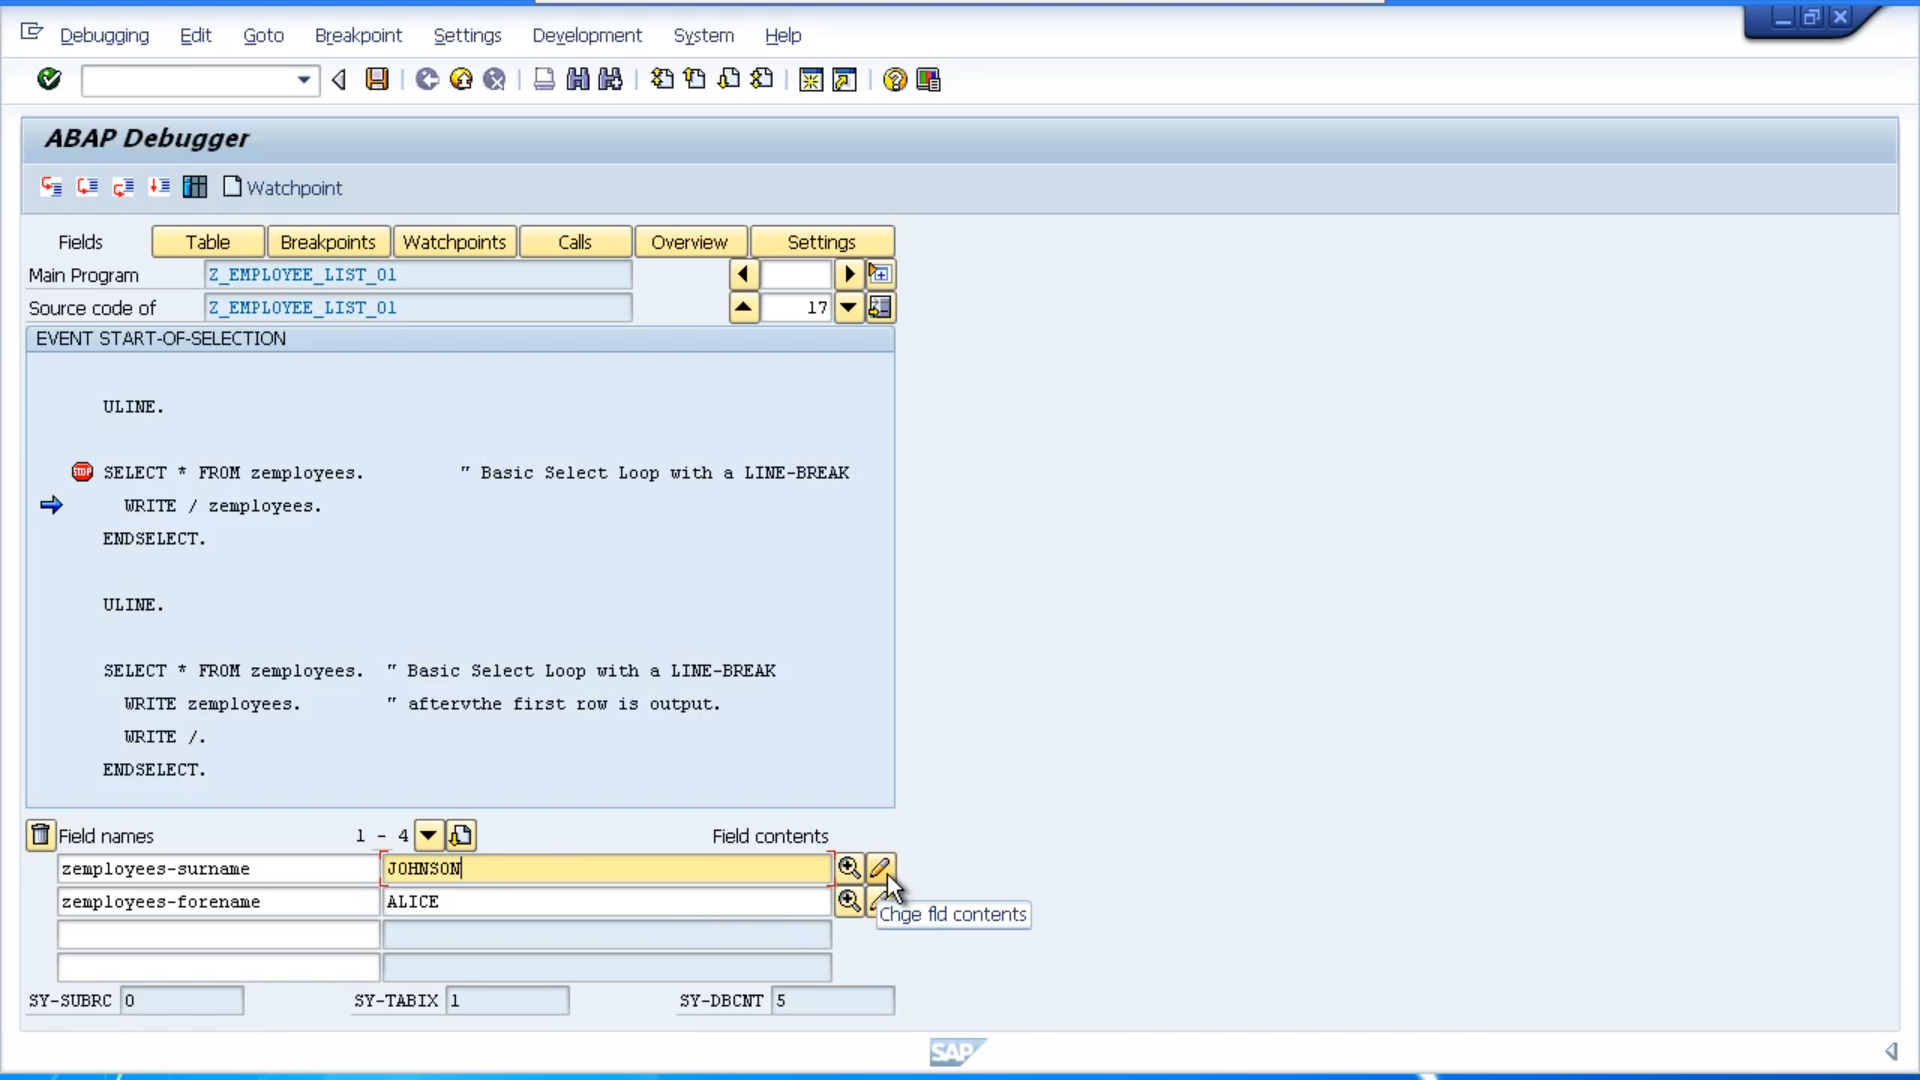 Debugging Edit Goto Breakpoint Settings Development System Help
ABAP Debugger
Watchpoint
Fields Table Breakpoints Watchpoints Calls Overview Settings
Main Program Z_EMPLOYEE_LIST_01
Source code of Z_EMPLOYEE_LIST_01 17
EVENT START-OF-SELECTION
ULINE.
STOP SELECT * FROM zemployees. " Basic Select Loop with a LINE-BREAK
WRITE / zemployees.
ENDSELECT.
ULINE.
SELECT * FROM zemployees. " Basic Select Loop with a LINE-BREAK
WRITE zemployees. " aftervthe first row is output.
WRITE /.
ENDSELECT.
Field names 1 - 4 Field contents
zemployees-surname JOHNSON
zemployees-forename ALICE
Chge fld contents
SY-SUBRC 0 SY-TABIX 1 SY-DBCNT 5
SAP